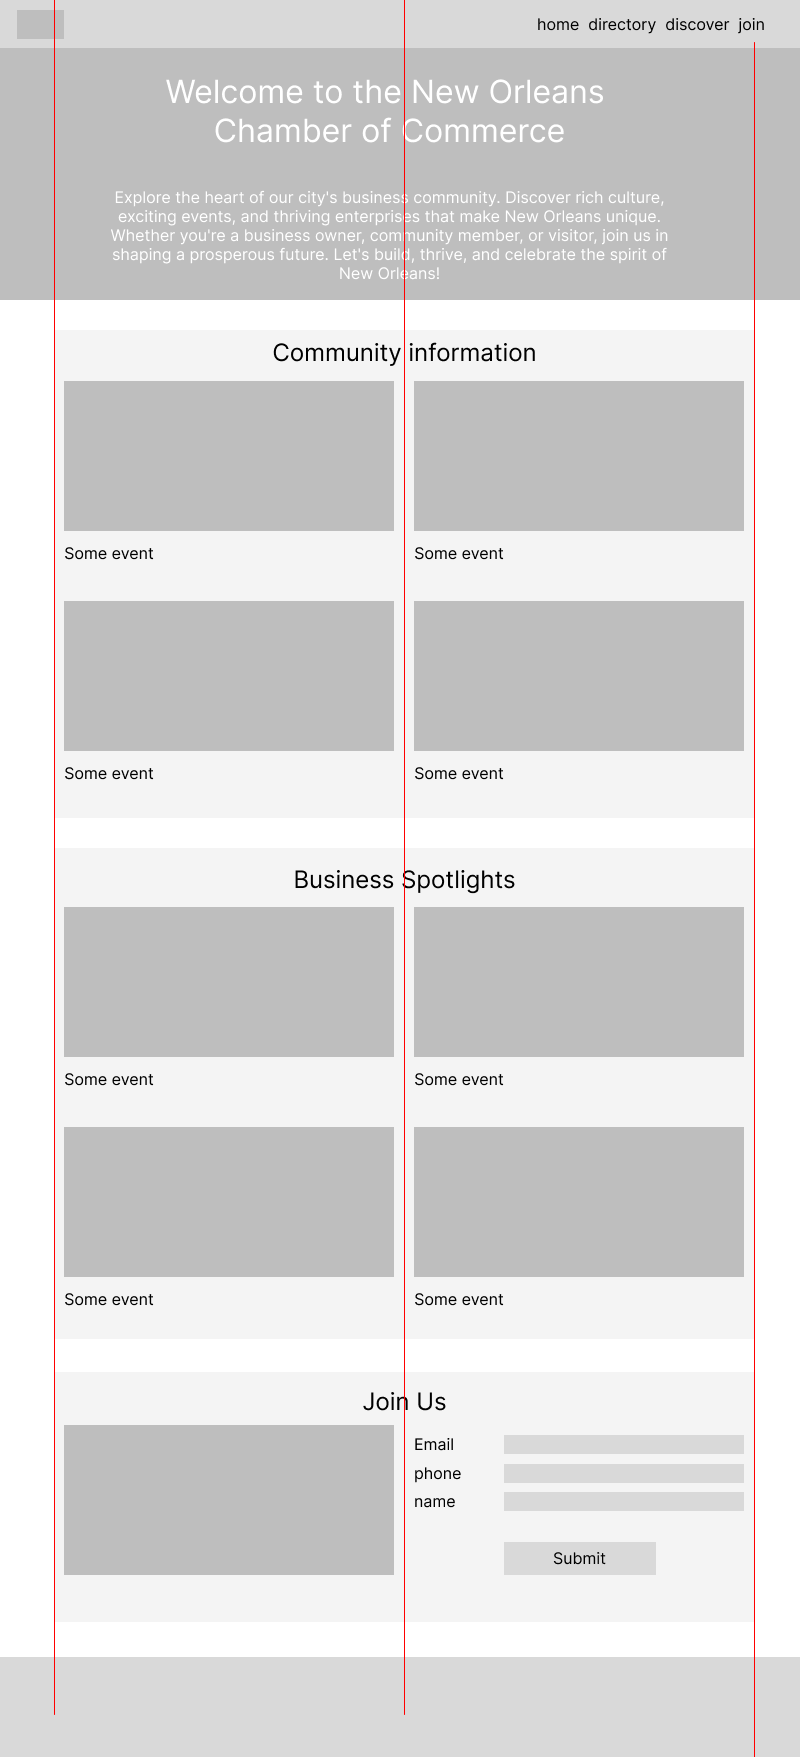 home directory discover join
Welcome to the New Orleans
Chamber of Commerce
Explore the heart of our city's business community. Discover rich culture,
exciting events, and thriving enterprises that make New Orleans unique.
Whether you're a business owner, community member, or visitor, join us in
shaping a prosperous future. Let's build, thrive, and celebrate the spirit of
New Orleans!
Community information
Some event
Some event
Some event
Some event
Business Spotlights
Some event
Some event
Some event
Some event
Join Us
Email
phone
name
Submit